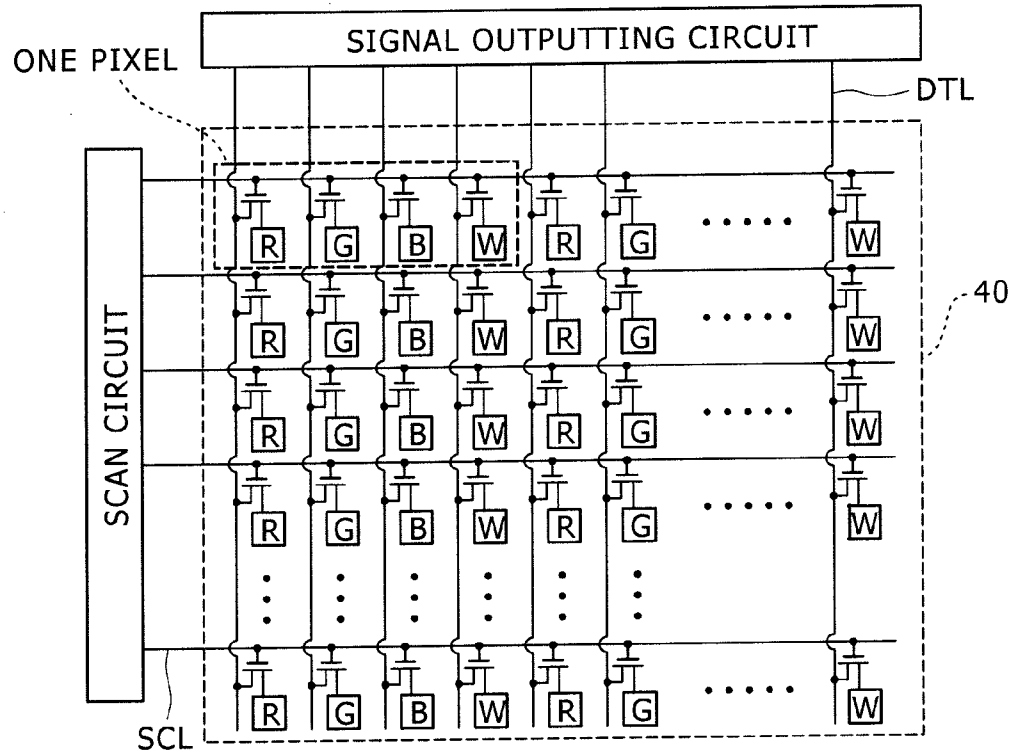 SIGNAL OUTPUTTING CIRCUIT
ONE PIXEL
DTL
R G B W R G W
R G B W R G W
40
R G B W R G W
SCAN CIRCUIT
R G B W R G W
R G B W R G W
SCL